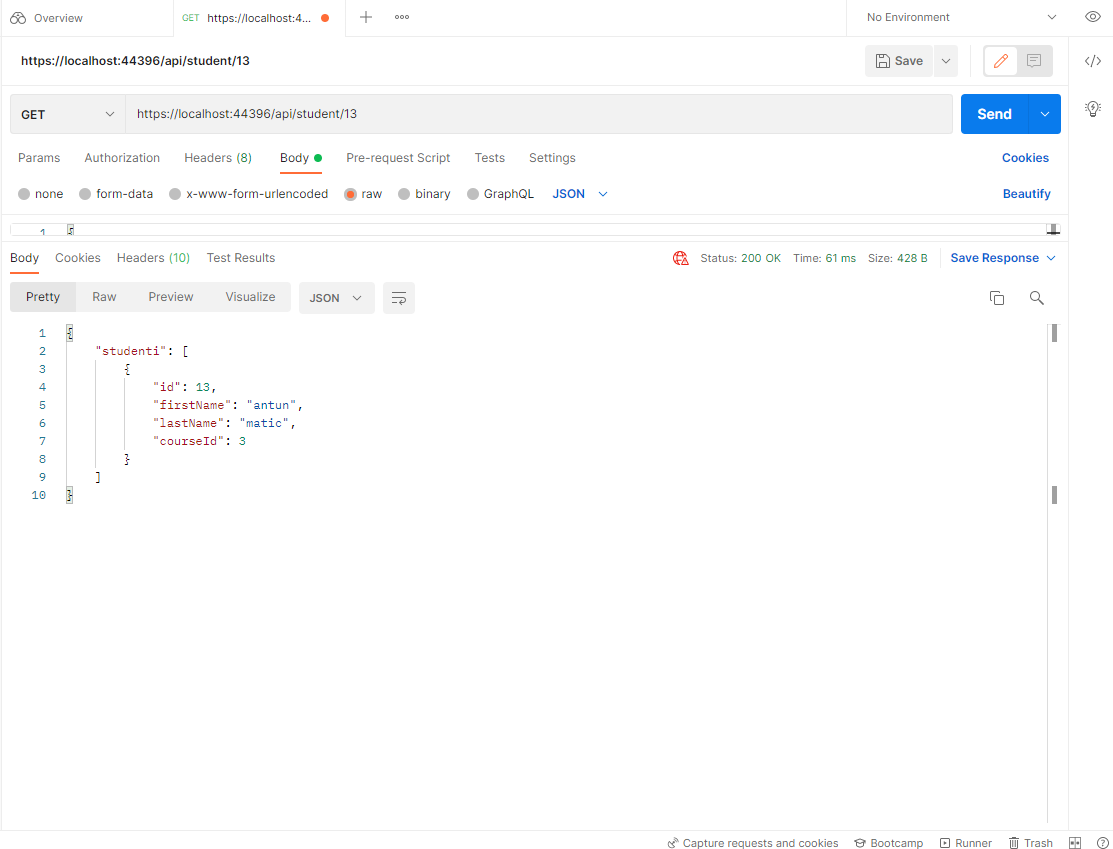 Overview
GET https://localhost:4...
No Environment
https://localhost:44396/api/student/13
Save
GET
https://localhost:44396/api/student/13
Send
Params Authorization Headers (8) Body Pre-request Script Tests Settings Cookies
none form-data x-www-form-urlencoded raw binary GraphQL JSON Beautify
1 {
Body Cookies Headers (10) Test Results Status: 200 OK Time: 61 ms Size: 428 B Save Response
Pretty Raw Preview Visualize JSON
1 {
2 "studenti": [
3 {
4 "id": 13,
5 "firstName": "antun",
6 "lastName": "matic",
7 "courseId": 3
8 }
9 ]
10 }
Capture requests and cookies Bootcamp Runner Trash